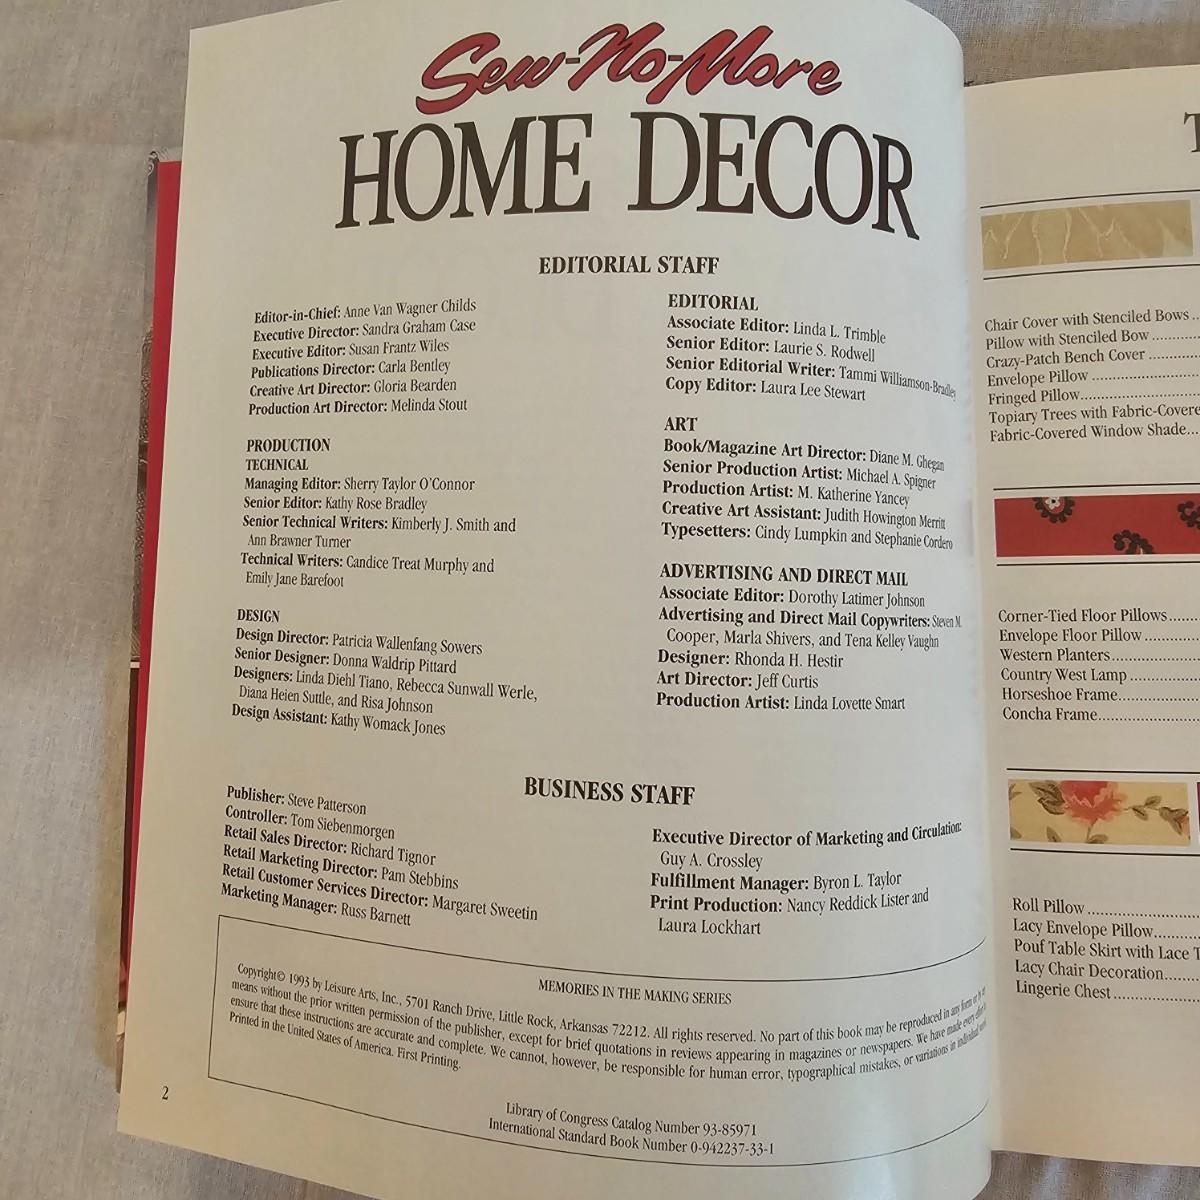 Sew-No-More
HOME DECOR
EDITORIAL STAFF
Editor-in-Chief: Anne Van Wagner Childs
Executive Director: Sandra Graham Case
Executive Editor: Susan Frantz Wiles
Publications Director: Carla Bentley
Creative Art Director: Gloria Bearden
Production Art Director: Melinda Stout
PRODUCTION
TECHNICAL
Managing Editor: Sherry Taylor O'Connor
Senior Editor: Kathy Rose Bradley
Senior Technical Writers: Kimberly J. Smith and
Ann Brawner Turner
Technical Writers: Candice Treat Murphy and
Emily Jane Barefoot
DESIGN
Design Director: Patricia Wallenfang Sowers
Senior Designer: Donna Waldrip Pittard
Designers: Linda Diehl Tiano, Rebecca Sunwall Werle,
Diana Heien Suttle, and Risa Johnson
Design Assistant: Kathy Womack Jones
EDITORIAL
Associate Editor: Linda L. Trimble
Senior Editor: Laurie S. Rodwell
Senior Editorial Writer: Tammi Williamson-Bradley
Copy Editor: Laura Lee Stewart
ART
Book/Magazine Art Director: Diane M. Ghegan
Senior Production Artist: Michael A. Spigner
Production Artist: M. Katherine Yancey
Creative Art Assistant: Judith Howington Merritt
Typesetters: Cindy Lumpkin and Stephanie Cordero
ADVERTISING AND DIRECT MAIL
Associate Editor: Dorothy Latimer Johnson
Advertising and Direct Mail Copywriters: Steven M.
Cooper, Marla Shivers, and Tena Kelley Vaughn
Designer: Rhonda H. Hestir
Art Director: Jeff Curtis
Production Artist: Linda Lovette Smart
BUSINESS STAFF
Publisher: Steve Patterson
Controller: Tom Siebenmorgen
Retail Sales Director: Richard Tignor
Retail Marketing Director: Pam Stebbins
Retail Customer Services Director: Margaret Sweetin
Marketing Manager: Russ Barnett
Executive Director of Marketing and Circulation:
Guy A. Crossley
Fulfillment Manager: Byron L. Taylor
Print Production: Nancy Reddick Lister and
Laura Lockhart
MEMORIES IN THE MAKING SERIES
Copyright© 1993 by Leisure Arts, Inc., 5701 Ranch Drive, Little Rock, Arkansas 72212. All rights reserved. No part of this book may be reproduced in any form or by
means without the prior written permission of the publisher, except for brief quotations in reviews appearing in magazines or newspapers. We have made every
ensure that these instructions are accurate and complete. We cannot, however, be responsible for human error, typographical mistakes, or variations in individual
Printed in the United States of America. First Printing.
Library of Congress Catalog Number 93-85971
International Standard Book Number 0-942237-33-1
2
T
Chair Cover with Stenciled Bows..
Pillow with Stenciled Bow............
Crazy-Patch Bench Cover............
Envelope Pillow............
Fringed Pillow............
Topiary Trees with Fabric-Covere
Fabric-Covered Window Shade...
Corner-Tied Floor Pillows......
Envelope Floor Pillow............
Western Planters............
Country West Lamp............
Horseshoe Frame............
Concha Frame............
Roll Pillow............
Lacy Envelope Pillow............
Pouf Table Skirt with Lace T
Lacy Chair Decoration......
Lingerie Chest............